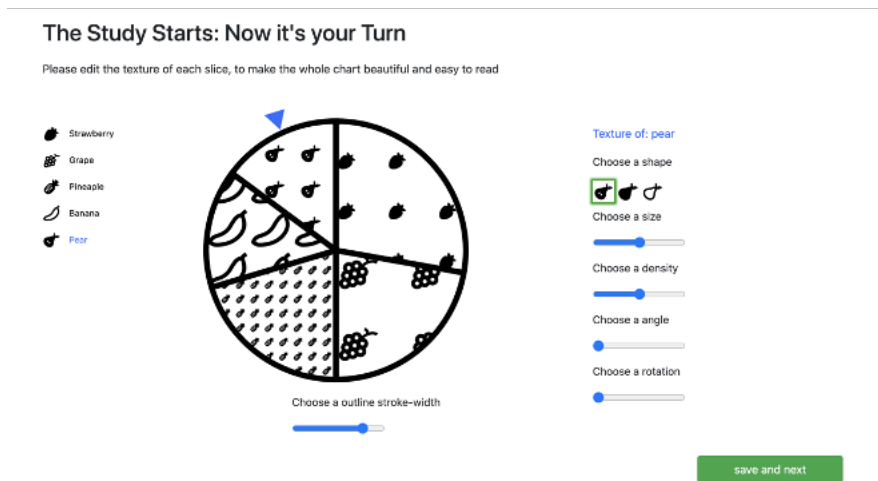 The Study Starts: Now it's your Turn
Please edit the texture of each slice, to make the whole chart beautiful and easy to read
Strawberry
Grape
Pineaple
Banana
Pear
Texture of: pear
Choose a shape
Choose a size
Choose a density
Choose a angle
Choose a rotation
Choose a outline stroke-width
save and next